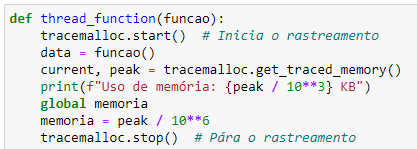 def thread_function(funcao):
    tracemalloc.start()  # Inicia o rastreamento
    data = funcao()
    current, peak = tracemalloc.get_traced_memory()
    print(f"Uso de memória: {peak / 10**3} KB")
    global memoria
    memoria = peak / 10**6
    tracemalloc.stop()  # Pára o rastreamento